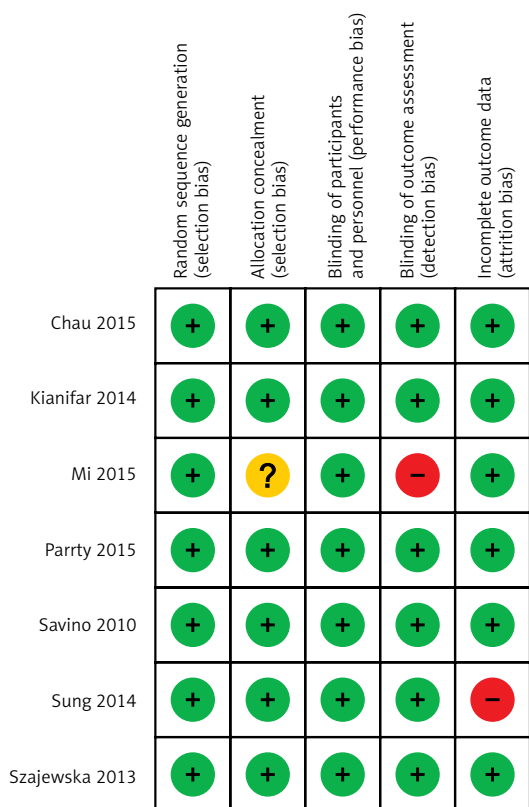 Random sequence generation
(selection bias)
Allocation concealment
(selection bias)
Blinding of participants
and personnel (performance bias)
Blinding of outcome assessment
(detection bias)
Incomplete outcome data
(attrition bias)
Chau 2015 + + + + +
Kianifar 2014 + + + + +
Mi 2015 + ? + − +
Parrty 2015 + + + + +
Savino 2010 + + + + +
Sung 2014 + + + + −
Szajewska 2013 + + + + +